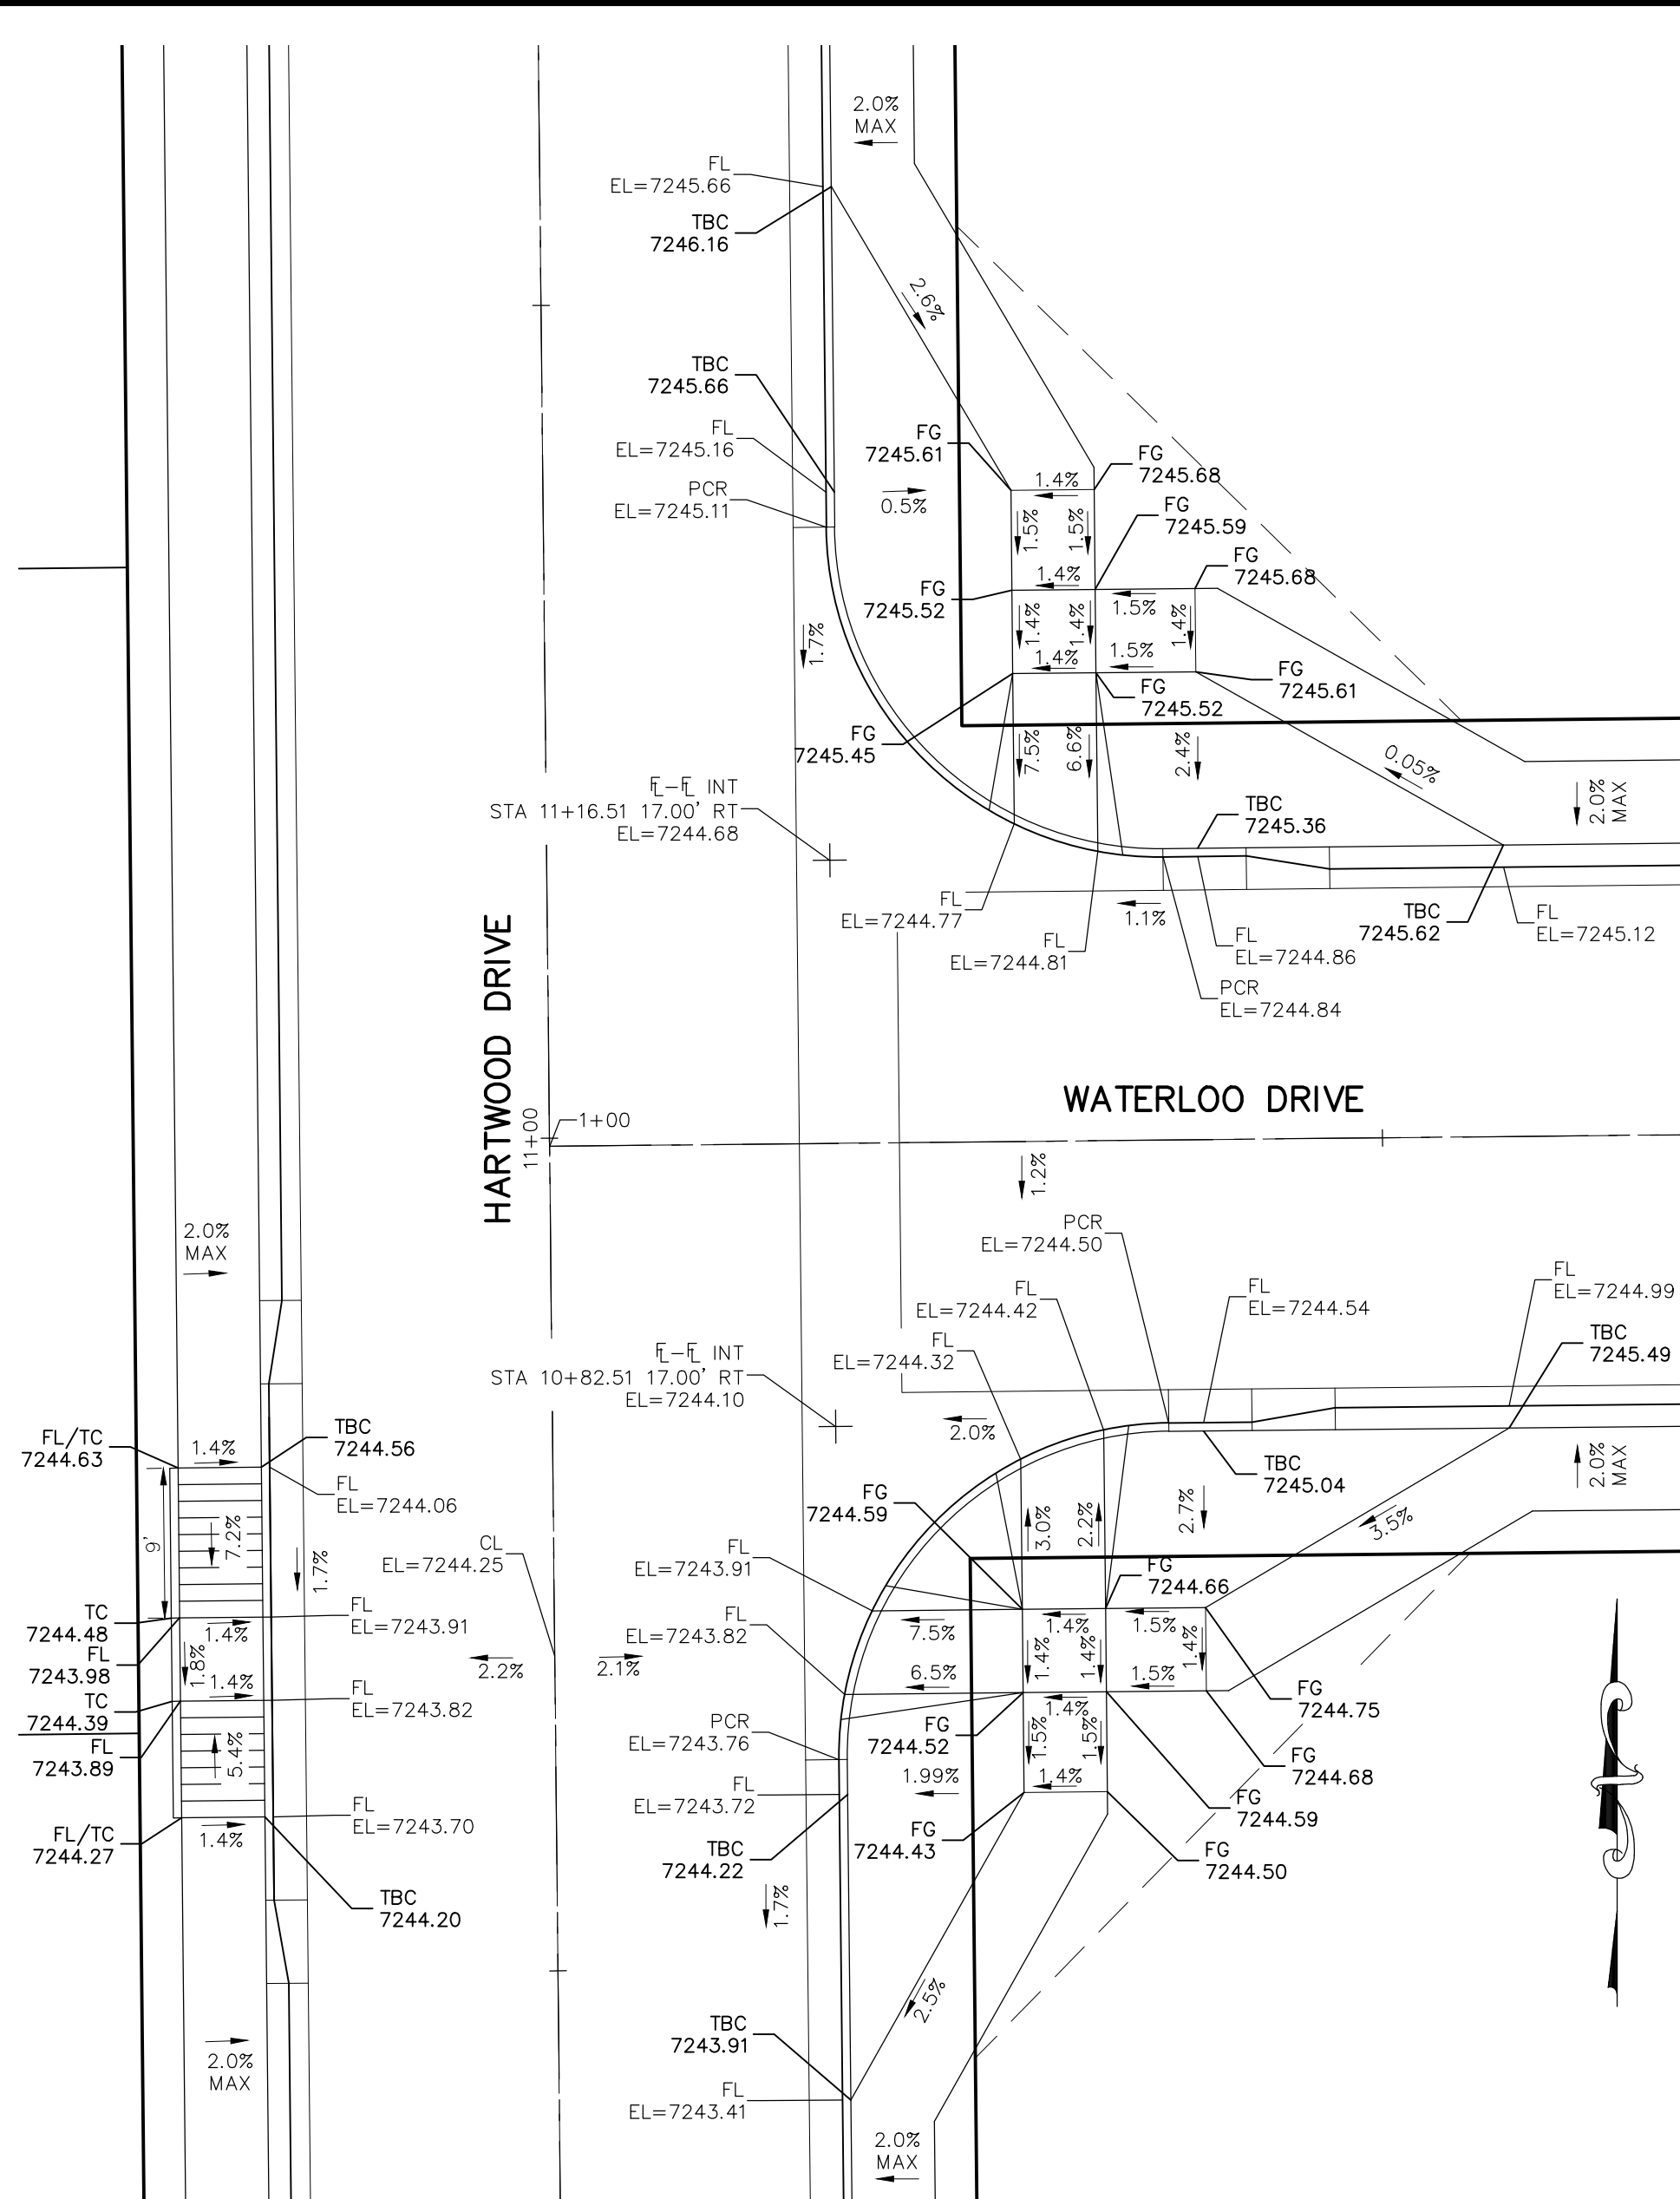 2.0%
MAX
FL
EL=7245.66
TBC
7246.16
2.6%
TBC
7245.66
FL
EL=7245.16
PCR
EL=7245.11
0.5%
FG
7245.61
FG
7245.68
1.4%
1.5%
1.5%
FG
7245.59
FG
7245.68
1.4%
1.5%
FG
7245.52
1.4%
1.4%
1.4%
1.7%
1.4%
1.5%
FG
7245.61
FG
7245.52
FG
7245.45
7.5%
6.6%
2.4%
0.05%
2.0%
MAX
FL-FL INT
STA 11+16.51 17.00' RT
EL=7244.68
TBC
7245.36
FL
EL=7244.77
1.1%
FL
EL=7244.81
FL
EL=7244.86
PCR
EL=7244.84
TBC
7245.62
FL
EL=7245.12
HARTWOOD DRIVE
WATERLOO DRIVE
11+00
1+00
1.2%
2.0%
MAX
PCR
EL=7244.50
FL
EL=7244.42
FL
EL=7244.54
FL
EL=7244.99
FL
EL=7244.32
TBC
7245.49
FL-FL INT
STA 10+82.51 17.00' RT
EL=7244.10
2.0%
2.0%
MAX
FL/TC
7244.63
1.4%
TBC
7244.56
TBC
7245.04
FL
EL=7244.06
FG
7244.59
3.0%
2.2%
2.7%
3.5%
9'
7.2%
1.7%
CL
EL=7244.25
FL
EL=7243.91
FG
7244.66
TC
7244.48
FL
7243.98
1.4%
FL
EL=7243.91
FL
EL=7243.82
7.5%
1.4%
1.5%
1.8%
2.2%
2.1%
1.4%
1.4%
1.4%
6.5%
1.5%
TC
7244.39
1.4%
FL
EL=7243.82
1.4%
FG
7244.75
FL
7243.89
5.4%
PCR
EL=7243.76
FG
7244.52
1.5%
1.5%
FG
7244.68
FL
EL=7243.72
1.99%
1.4%
FG
7244.59
FL/TC
7244.27
1.4%
FL
EL=7243.70
TBC
7244.22
FG
7244.43
FG
7244.50
TBC
7244.20
1.7%
2.5%
2.0%
MAX
TBC
7243.91
FL
EL=7243.41
2.0%
MAX